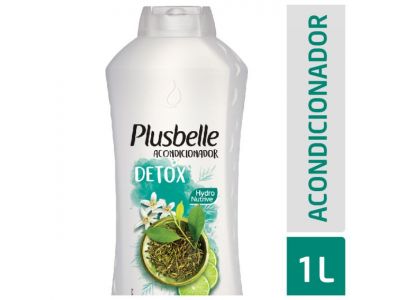 Plusbelle
ACONDICIONADOR
DETOX
Hydro
Nutrive
ACONDICIONADOR
1L